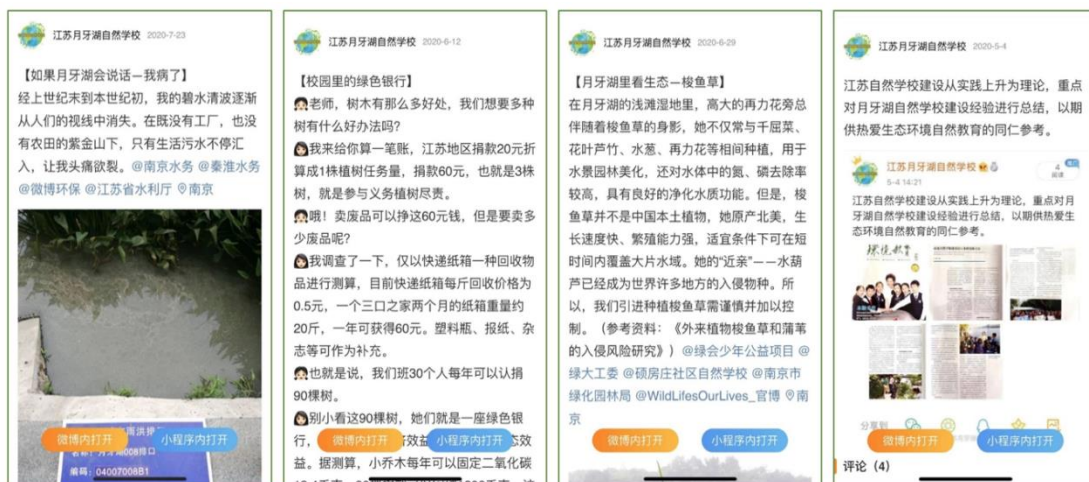 江苏月牙湖自然学校 2020-7-23
【如果月牙湖会说话—我病了】
经上世纪末到本世纪初，我的碧水清波逐渐
从人们的视线中消失。在既没有工厂，也没
有农田的紫金山下，只有生活污水不停汇
入，让我头痛欲裂。@南京水务 @秦淮水务
@微博环保 @江苏省水利厅 南京
微博内打开 小程序内打开
名称：月牙湖008排口
编码：04007008B1
江苏月牙湖自然学校 2020-6-12
【校园里的绿色银行】
👧老师，树木有那么多好处，我们想要多种
树有什么好办法吗？
👩我来给你算一笔账，江苏地区捐款20元折
算成1株植树任务量，捐款60元，也就是3株
树，就是参与义务植树尽责。
👧哦！卖废品可以挣这60元钱，但是要卖多
少废品呢？
👩我调查了一下，仅以快递纸箱一种回收物
品进行测算，目前快递纸箱每斤回收价格为
0.5元，一个三口之家两个月的纸箱重量约
20斤，一年可获得60元。塑料瓶、报纸、杂
志等可作为补充。
👧也就是说，我们班30个人每年可以认捐
90棵树。
👩别小看这90棵树，她们就是一座绿色银
行，
微博内打开 小程序内打开
益。据测算，小乔木每年可以固定二氧化碳
江苏月牙湖自然学校 2020-6-29
【月牙湖里看生态—梭鱼草】
在月牙湖的浅滩湿地里，高大的再力花旁总
伴随着梭鱼草的身影，她不仅常与千屈菜、
花叶芦竹、水葱、再力花等相间种植，用于
水景园林美化，还对水体中的氮、磷去除率
较高，具有良好的净化水质功能。但是，梭
鱼草并不是中国本土植物，她原产北美，生
长速度快、繁殖能力强，适宜条件下可在短
时间内覆盖大片水域。她的“近亲”——水葫
芦已经成为世界许多地方的入侵物种。所
以，我们引进种植梭鱼草需谨慎并加以控
制。（参考资料：《外来植物梭鱼草和蒲苇
的入侵风险研究》）@绿会少年公益项目 @
绿大工委 @硕房庄社区自然学校 @南京市
绿化园林局 @WildLifesOurLives_官博 南
京
微博内打开 小程序内打开
江苏月牙湖自然学校 2020-5-4
江苏自然学校建设从实践上升为理论，重点
对月牙湖自然学校建设经验进行总结，以期
供热爱生态环境自然教育的同仁参考。
江苏月牙湖自然学校
5-4 14:21
4
阅读
江苏自然学校建设从实践上升为理论，重点对月
牙湖自然学校建设经验进行总结，以期供热爱生
态环境自然教育的同仁参考。
环境教育
分享到
微博内打开 小程序内打开
评论（4）